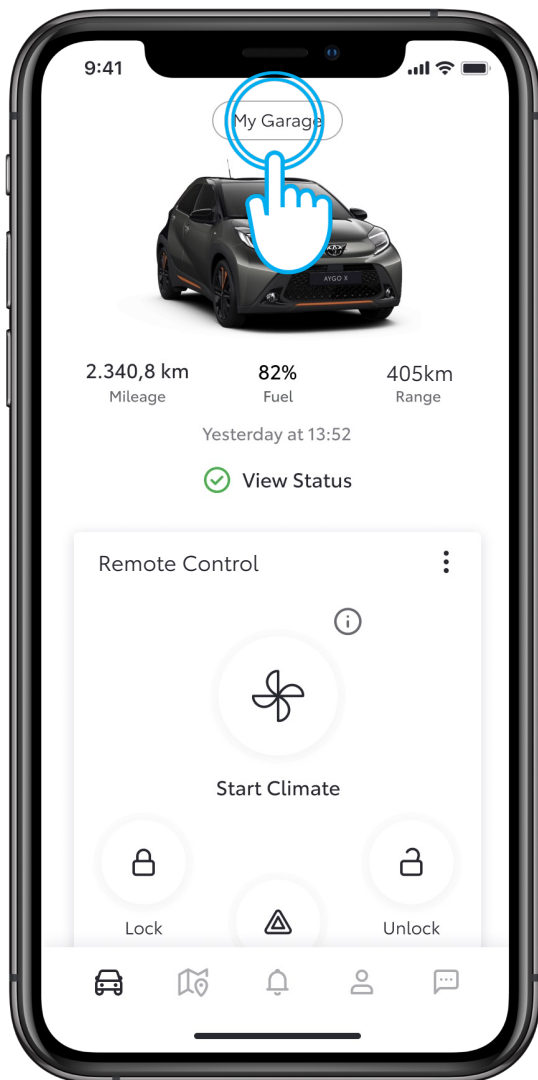 9:41
My Garage
AYGO X
2.340,8 km 82% 405km
Mileage Fuel Range
Yesterday at 13:52
View Status
Remote Control
Start Climate
Lock Unlock